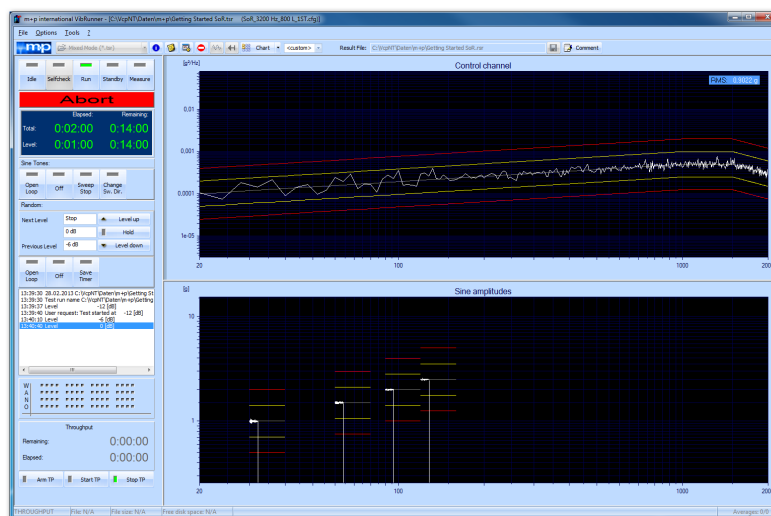 m+p international VibRunner - [C:\VcpNT\Daten\m+p\Getting Started SoR.tsr (SoR_3200 Hz_800 L_1ST.cfg)]
File Options Tools ?
mp Mixed Mode (*.tsr) Chart <custom> Result File: C:\VcpNT\Daten\m+p\Getting Started SoR.rsr Comment
Idle Selfcheck Run Standby Measure
Abort
Elapsed: Remaining:
Total: 0:02:00 0:14:00
Level: 0:01:00 0:14:00
Sine Tones:
Open Loop Off Sweep Stop Change Sw. Dir.
Random:
Next Level Stop Level up
0 dB Hold
Previous Level -6 dB Level down
Open Loop Off Save Timer
13:39:30 28.02.2013 C:\VcpNT\Daten\m+p\Getting St
13:39:30 Test run name C:\VcpNT\Daten\m+p\Getting
13:39:37 Level -12 [dB]
13:39:40 User request: Test started at -12 [dB]
13:40:10 Level -6 [dB]
13:40:40 Level 0 [dB]
W
A
N
O
Throughput
Remaining: 0:00:00
Elapsed: 0:00:00
Arm TP Start TP Stop TP
Control channel
[g²/Hz]
RMS: 8.9022 g
0,01
0,001
0,0001
1e-05
20 100 1000 200
Sine amplitudes
[g]
10
1
20 100 1000 200
THROUGHPUT File: N/A File size: N/A Free disk space: N/A Averages: 0/0